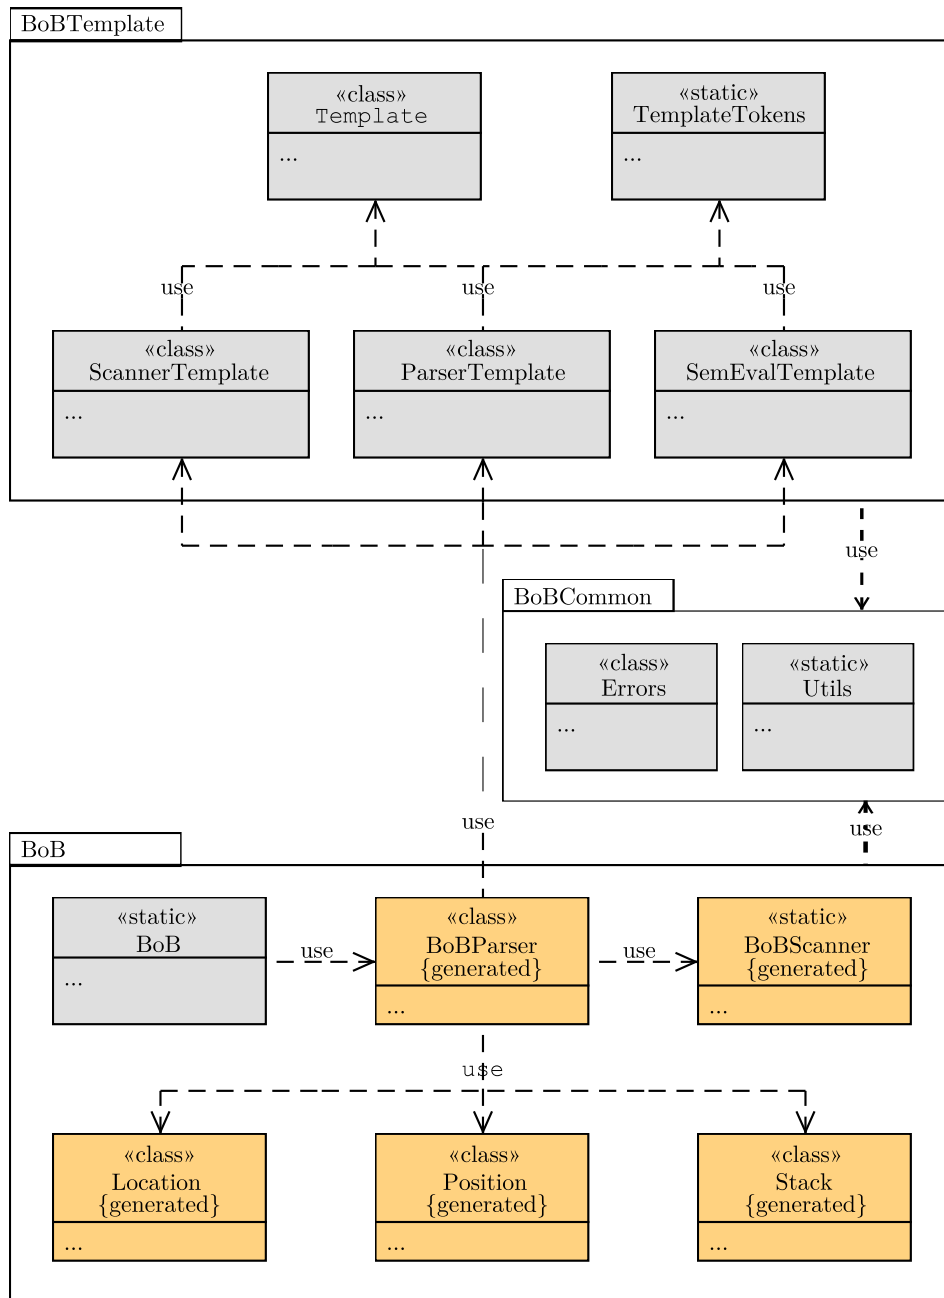 BoBTemplate
«class»
Template
...
«static»
TemplateTokens
...
use
use
use
«class»
ScannerTemplate
...
«class»
ParserTemplate
...
«class»
SemEvalTemplate
...
use
BoBCommon
«class»
Errors
...
«static»
Utils
...
use
use
BoB
«static»
BoB
...
use
«class»
BoBParser
{generated}
...
use
«static»
BoBScanner
{generated}
...
use
«class»
Location
{generated}
...
«class»
Position
{generated}
...
«class»
Stack
{generated}
...